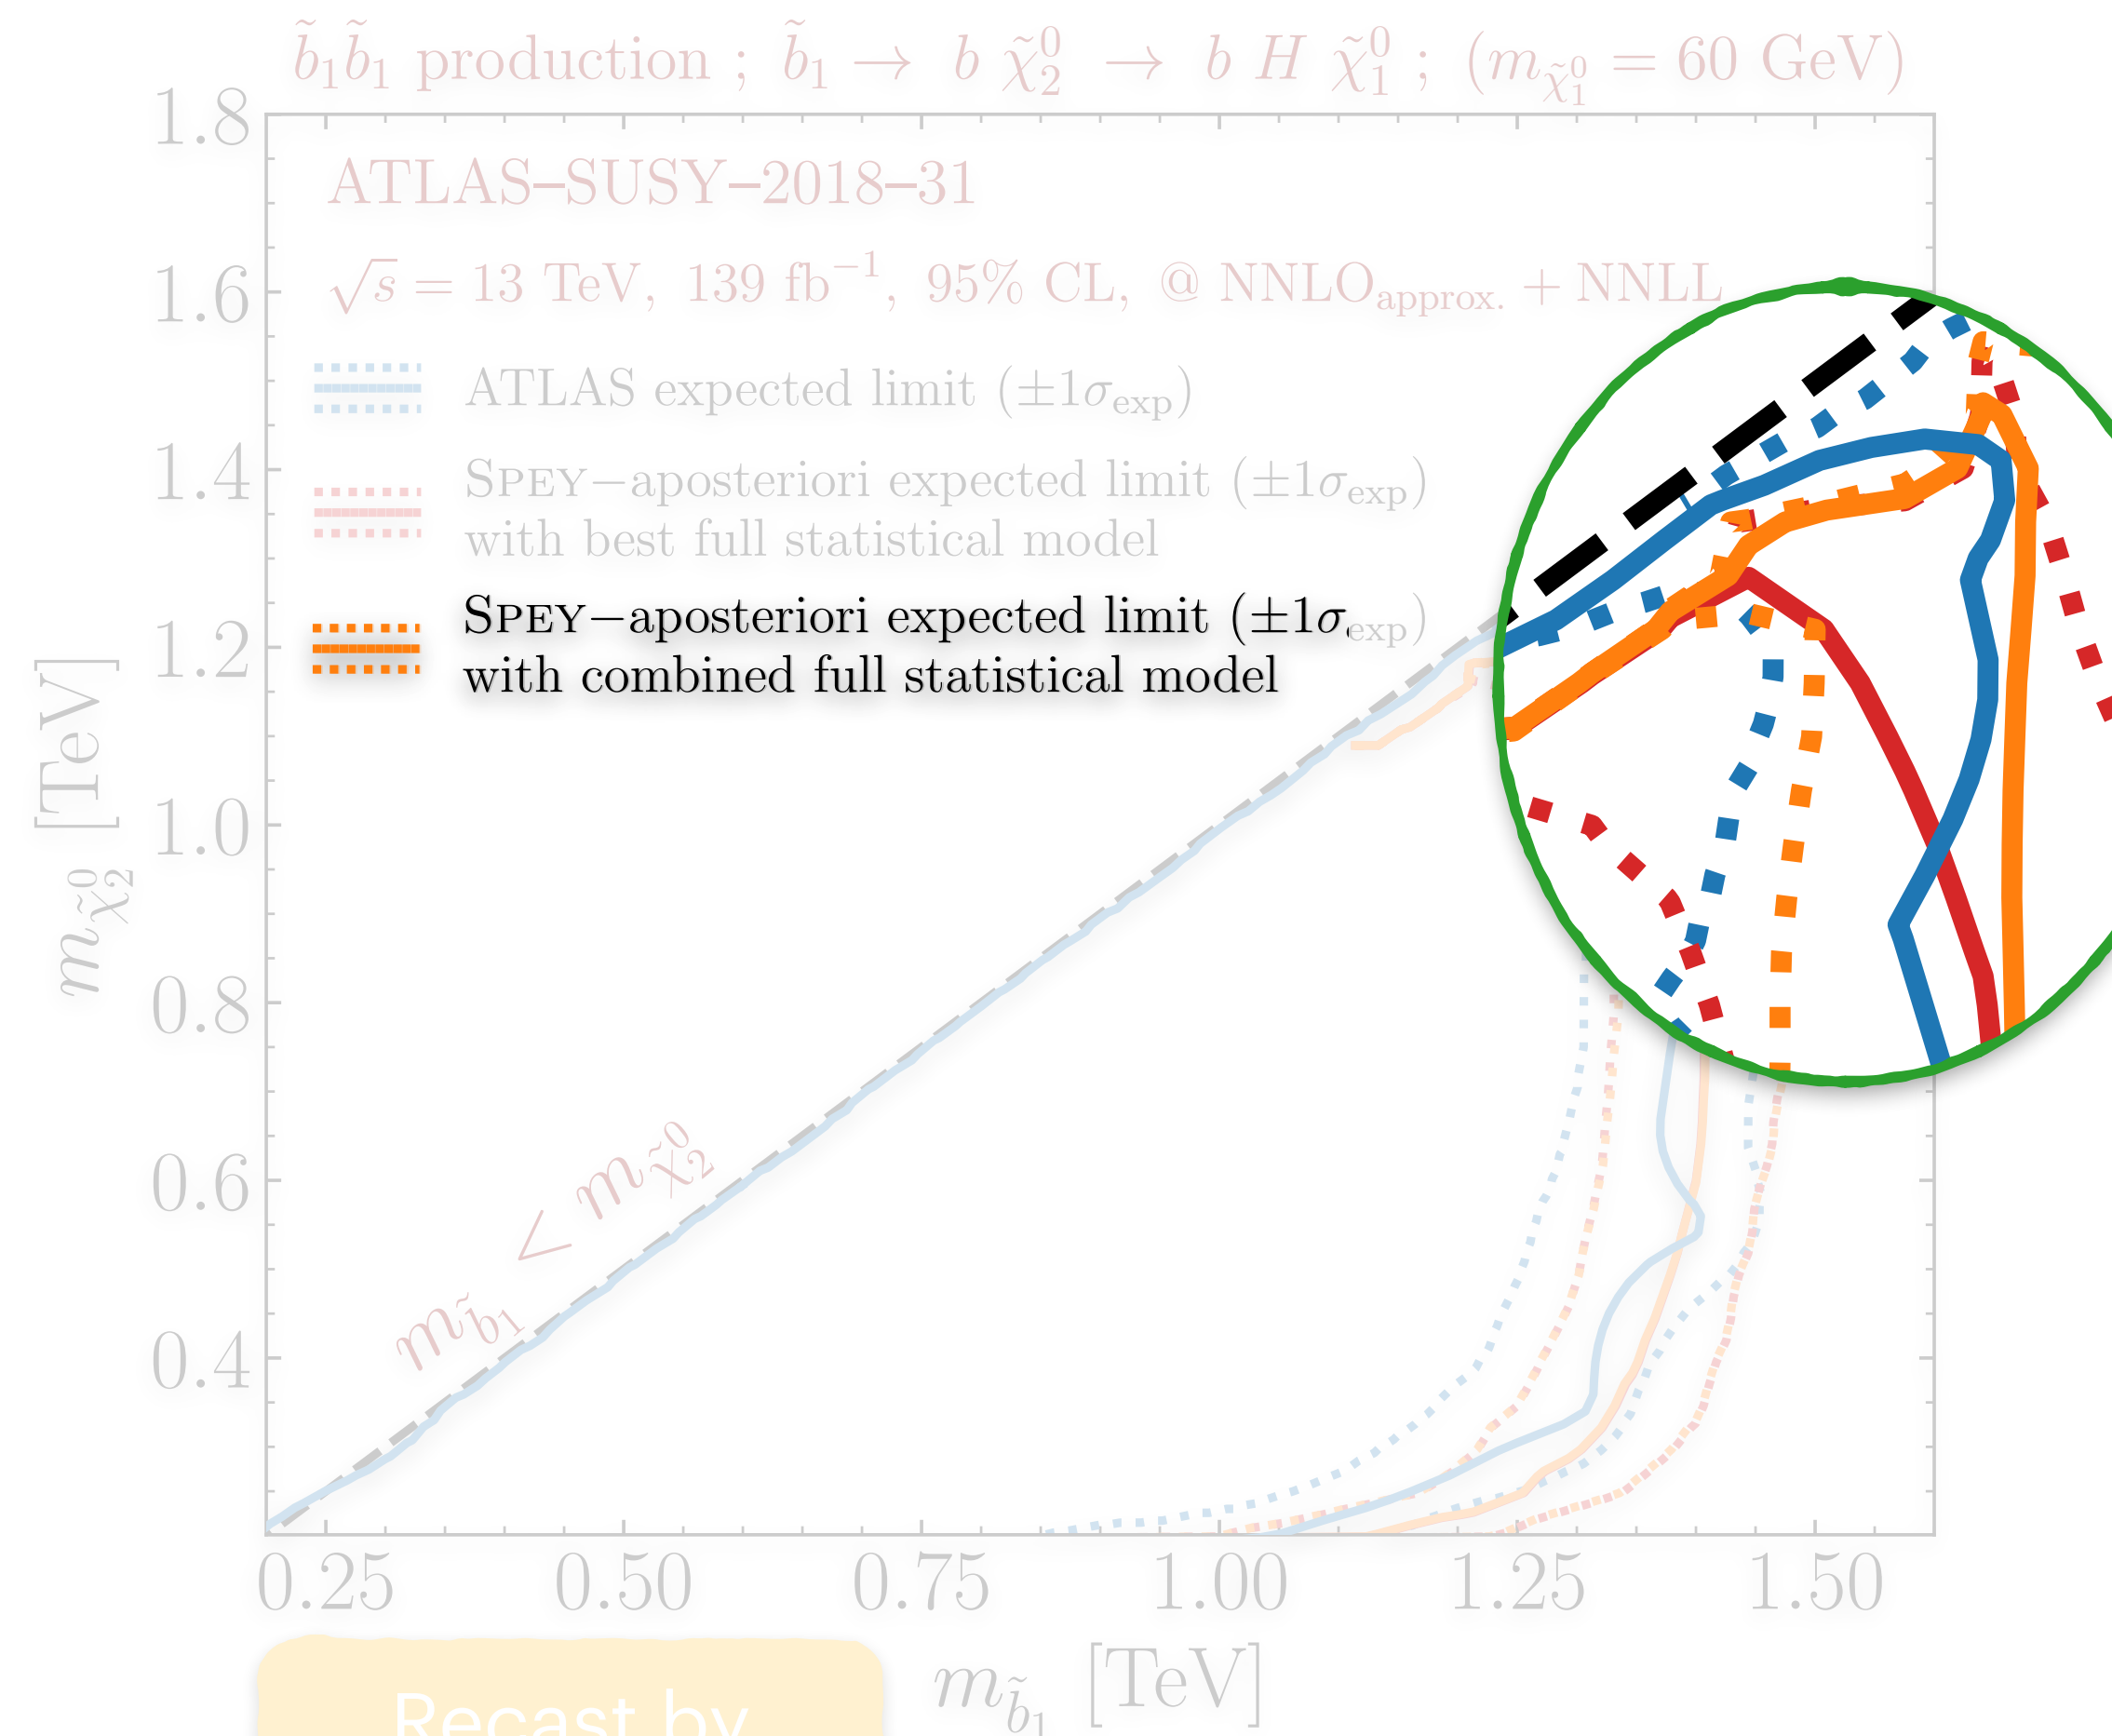 b̃₁b̃₁ production ; b̃₁ → b χ̃⁰₂ → b H χ̃⁰₁ ; (m_χ̃⁰₁ = 60 GeV)
1.8
ATLAS–SUSY–2018–31
√s = 13 TeV, 139 fb⁻¹, 95% CL, @ NNLO_approx. + NNLL
1.6
ATLAS expected limit (±1σ_exp)
1.4
SPEY–aposteriori expected limit (±1σ_exp)
with best full statistical model
SPEY–aposteriori expected limit (±1σ_exp)
with combined full statistical model
1.2
m_χ̃⁰₂ [TeV]
1.0
0.8
0.6
m_b̃₁ < m_χ̃⁰₂
0.4
0.25 0.50 0.75 1.00 1.25 1.50
m_b̃₁ [TeV]
Recast by